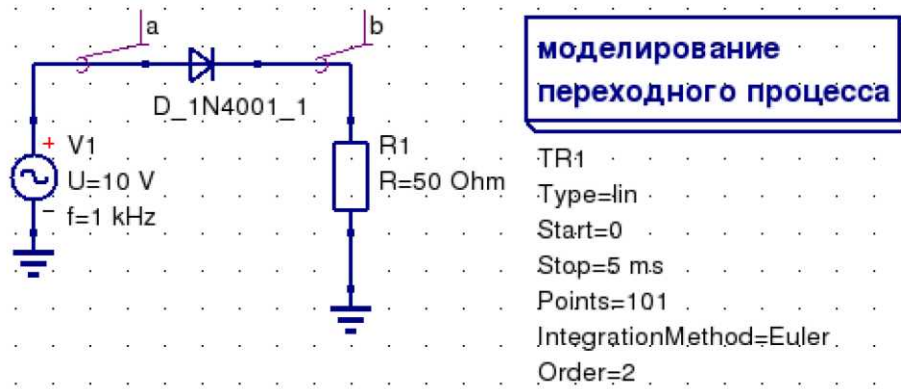 a
b
D_1N4001_1
+ V1
U=10 V
− f=1 kHz
R1
R=50 Ohm
моделирование
переходного процесса
TR1
Type=lin
Start=0
Stop=5 ms
Points=101
IntegrationMethod=Euler
Order=2